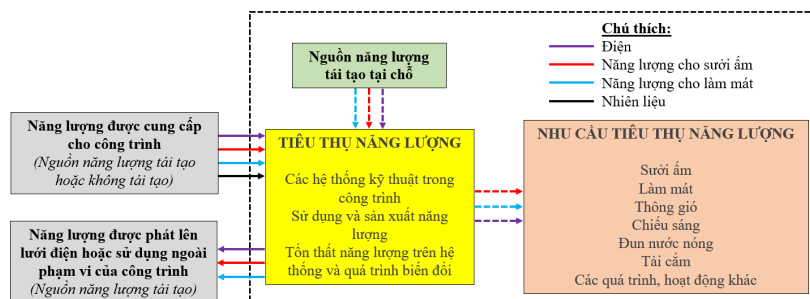 Chú thích:
Điện
Năng lượng cho sưởi ấm
Năng lượng cho làm mát
Nhiên liệu
Nguồn năng lượng
tái tạo tại chỗ
Năng lượng được cung cấp
cho công trình
(Nguồn năng lượng tái tạo
hoặc không tái tạo)
TIÊU THỤ NĂNG LƯỢNG
Các hệ thống kỹ thuật trong
công trình
Sử dụng và sản xuất năng
lượng
Tổn thất năng lượng trên hệ
thống và quá trình biến đổi
NHU CẦU TIÊU THỤ NĂNG LƯỢNG
Sưởi ấm
Làm mát
Thông gió
Chiếu sáng
Đun nước nóng
Tải cắm
Các quá trình, hoạt động khác
Năng lượng được phát lên
lưới điện hoặc sử dụng ngoài
phạm vi của công trình
(Nguồn năng lượng tái tạo)